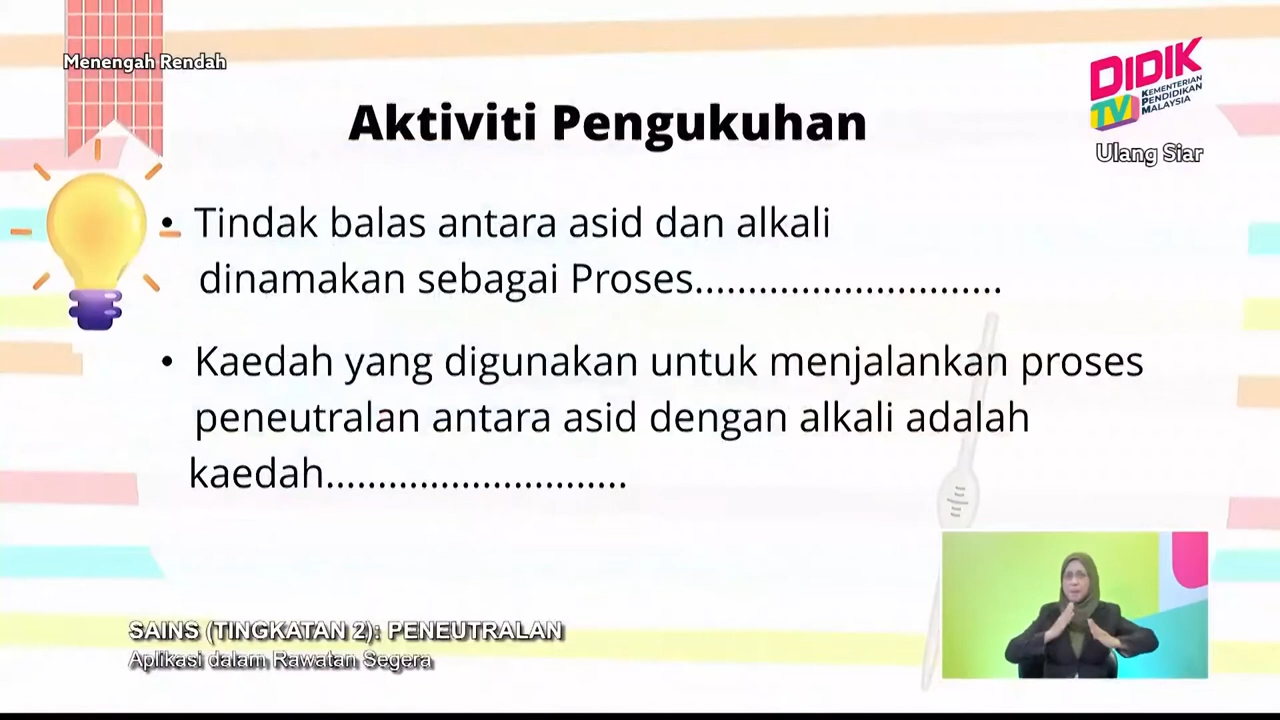 Menengah Rendah
DIDIK
TV
KEMENTERIAN
PENDIDIKAN
MALAYSIA
Ulang Siar
Aktiviti Pengukuhan
• Tindak balas antara asid dan alkali
dinamakan sebagai Proses.............................
• Kaedah yang digunakan untuk menjalankan proses
peneutralan antara asid dengan alkali adalah
kaedah............................
SAINS (TINGKATAN 2): PENEUTRALAN
Aplikasi dalam Rawatan Segera